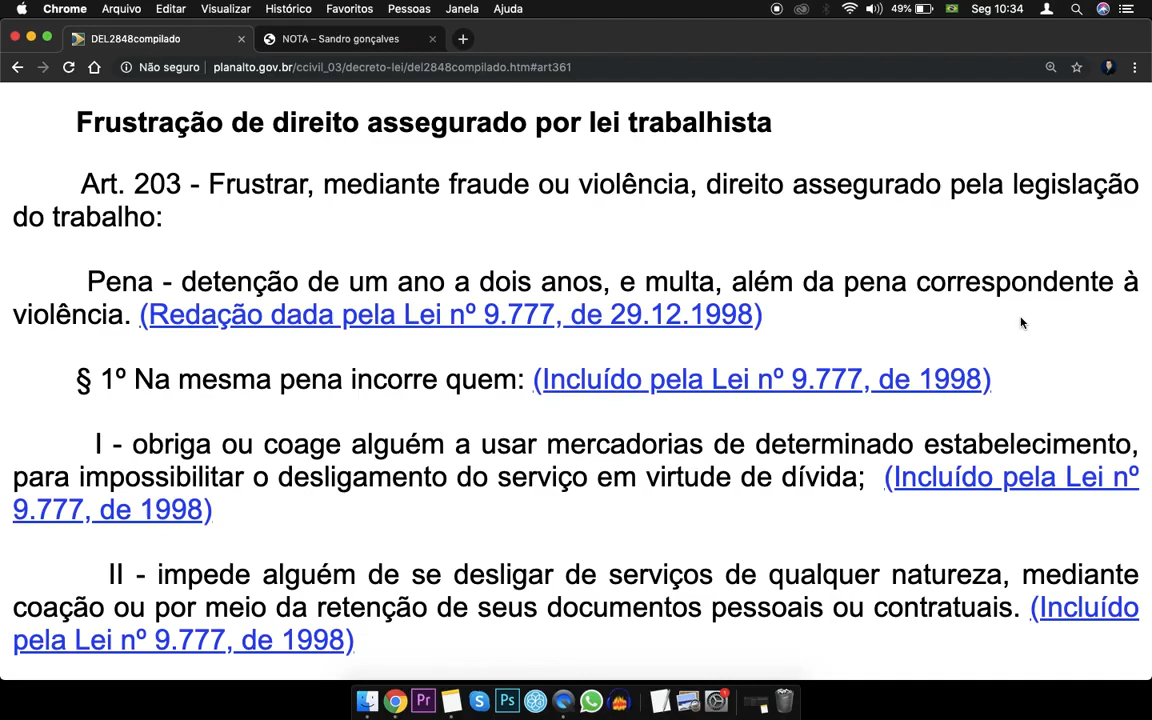 Chrome Arquivo Editar Visualizar Histórico Favoritos Pessoas Janela Ajuda 49% Seg 10:34
DEL2848compilado × NOTA – Sandro gonçalves × +
Não seguro | planalto.gov.br/ccivil_03/decreto-lei/del2848compilado.htm#art361
Frustração de direito assegurado por lei trabalhista
Art. 203 - Frustrar, mediante fraude ou violência, direito assegurado pela legislação
do trabalho:
Pena - detenção de um ano a dois anos, e multa, além da pena correspondente à
violência. (Redação dada pela Lei nº 9.777, de 29.12.1998)
§ 1º Na mesma pena incorre quem: (Incluído pela Lei nº 9.777, de 1998)
I - obriga ou coage alguém a usar mercadorias de determinado estabelecimento,
para impossibilitar o desligamento do serviço em virtude de dívida; (Incluído pela Lei nº
9.777, de 1998)
II - impede alguém de se desligar de serviços de qualquer natureza, mediante
coação ou por meio da retenção de seus documentos pessoais ou contratuais. (Incluído
pela Lei nº 9.777, de 1998)
Pr S Ps